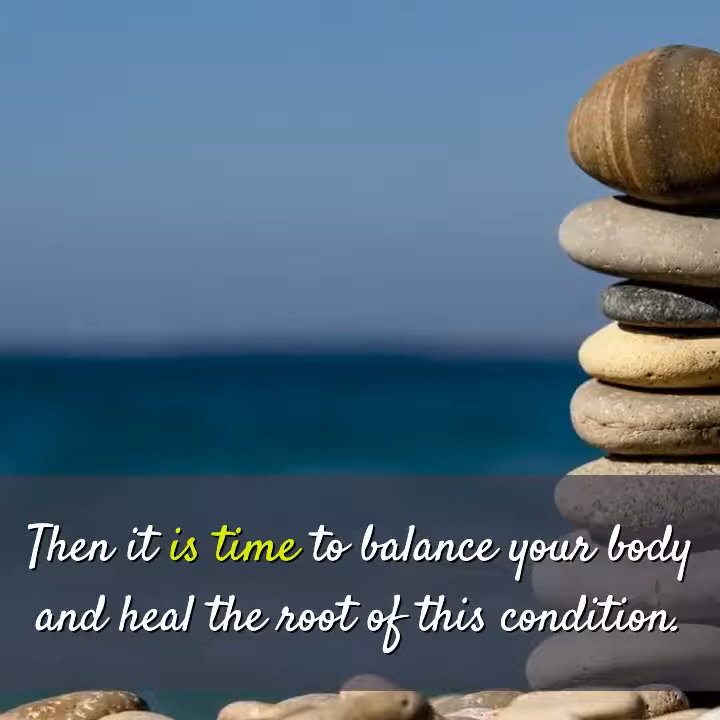 Then it is time to balance your body
and heal the root of this condition.